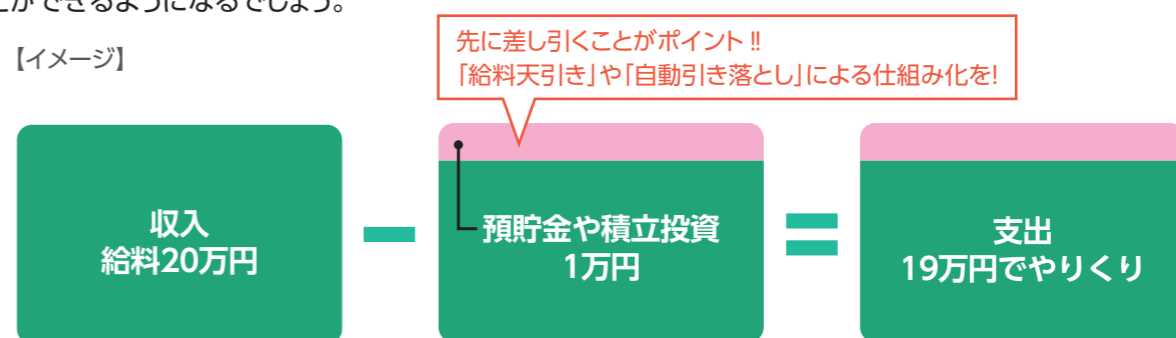 とができるようになるでしょう。
【イメージ】
先に差し引くことがポイント!!
「給料天引き」や「自動引き落とし」による仕組み化を!
収入
給料20万円
−
預貯金や積立投資
1万円
=
支出
19万円でやりくり